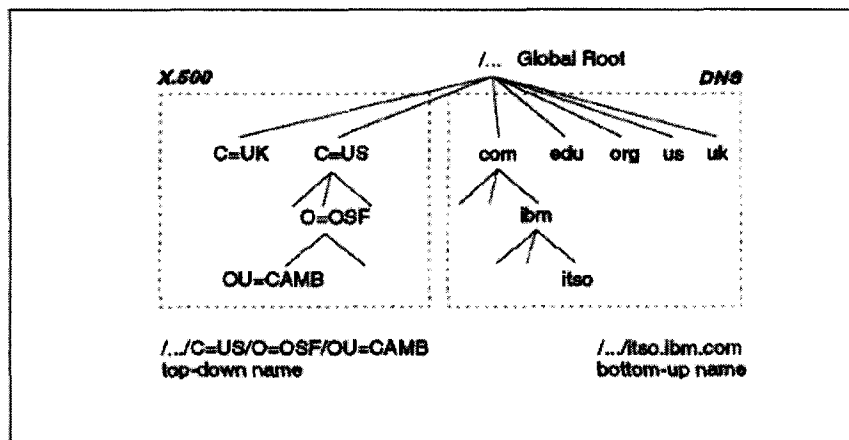 /... Global Root
X.500 DNS
C=UK C=US com edu org us uk
O=OSF ibm
OU=CAMB itso
/.../C=US/O=OSF/OU=CAMB /.../itso.ibm.com
top-down name bottom-up name